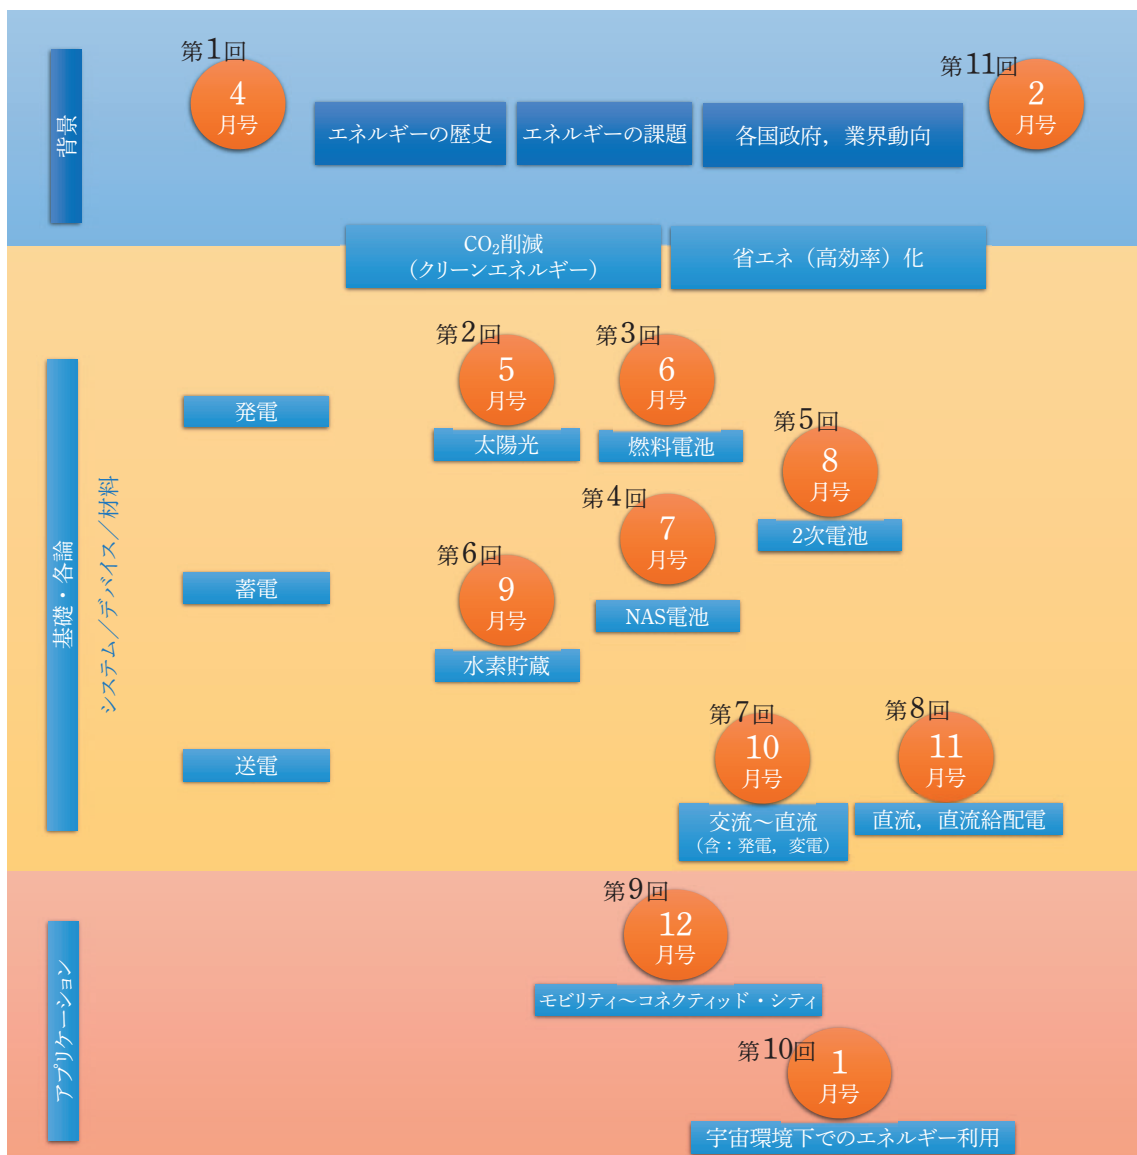 背景
第1回
4
月号
エネルギーの歴史
エネルギーの課題
各国政府，業界動向
第11回
2
月号
CO₂削減
（クリーンエネルギー）
省エネ（高効率）化
基礎・各論
システム／デバイス／材料
発電
第2回
5
月号
太陽光
第3回
6
月号
燃料電池
第5回
8
月号
2次電池
蓄電
第4回
7
月号
NAS電池
第6回
9
月号
水素貯蔵
送電
第7回
10
月号
交流～直流
（含：発電，変電）
第8回
11
月号
直流，直流給配電
アプリケーション
第9回
12
月号
モビリティ～コネクティッド・シティ
第10回
1
月号
宇宙環境下でのエネルギー利用